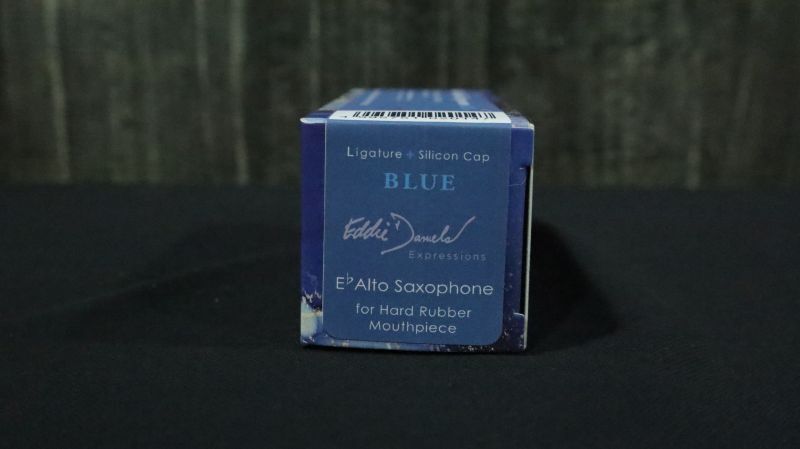 Ligature + Silicon Cap
BLUE
Eddie Daniels
Expressions
E♭ Alto Saxophone
for Hard Rubber
Mouthpiece